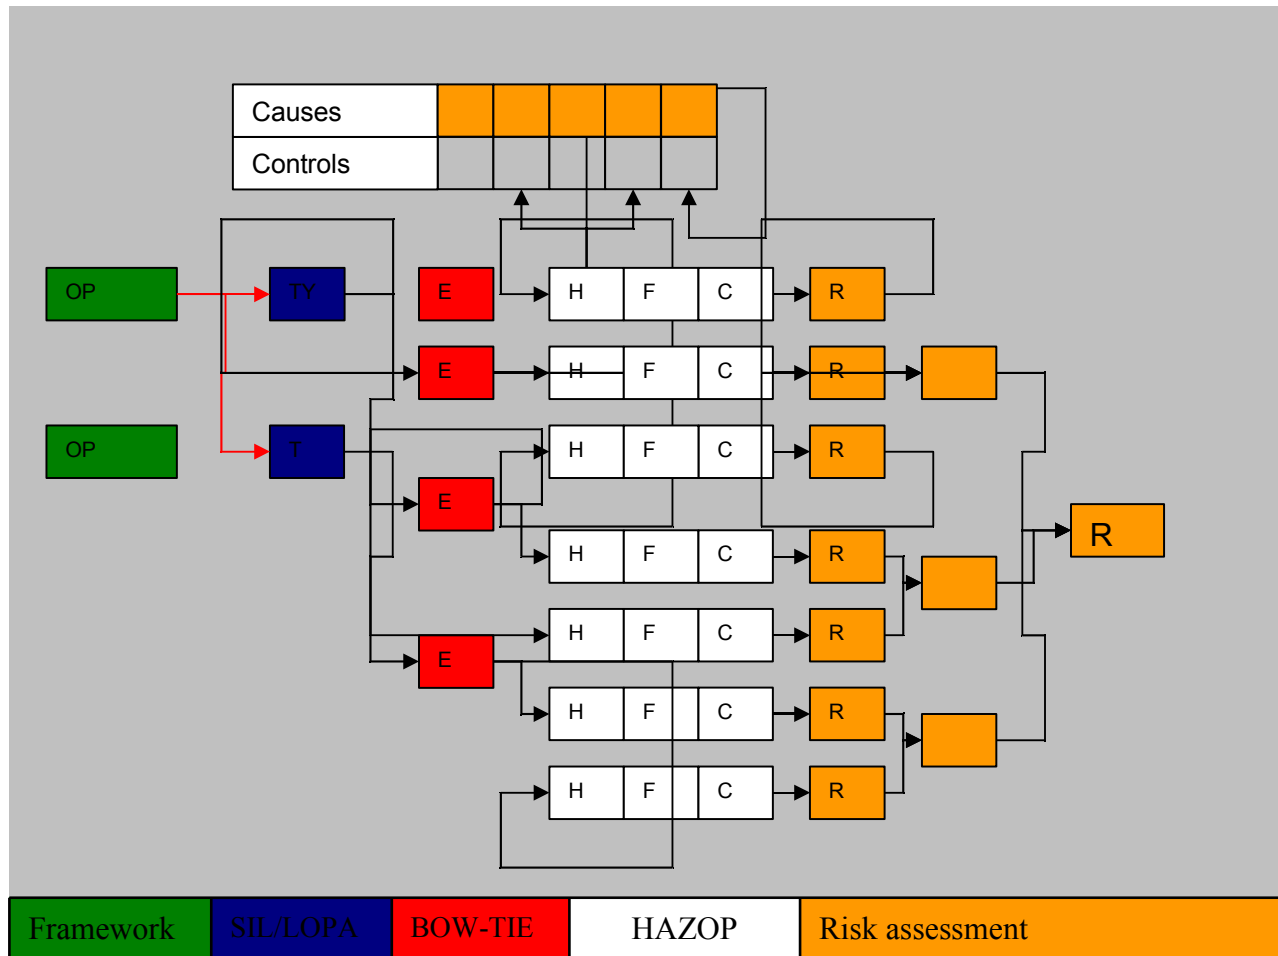 Causes
Controls
OP TY E H F C R
E H F C R
OP T H F C R
E
H F C R
R
H F C R
E
H F C R
H F C R
Framework SIL/LOPA BOW-TIE HAZOP Risk assessment